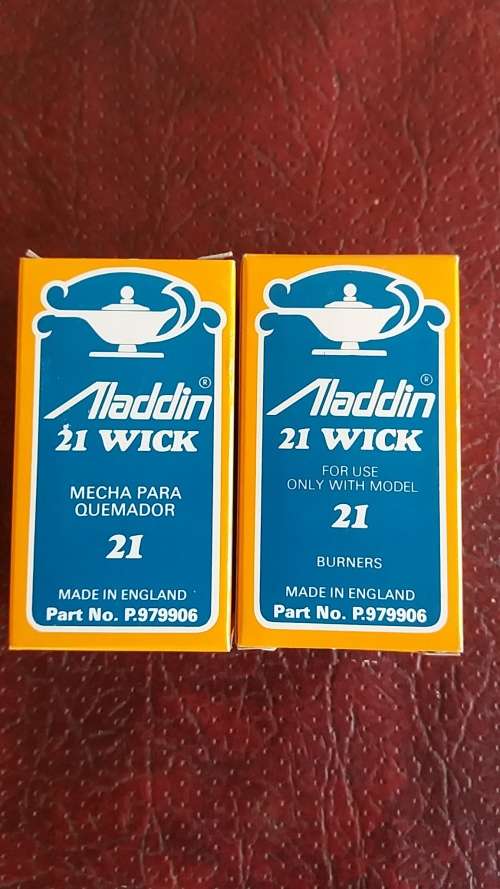 Aladdin®
21 WICK
MECHA PARA
QUEMADOR
21
MADE IN ENGLAND
Part No. P.979906
Aladdin®
21 WICK
FOR USE
ONLY WITH MODEL
21
BURNERS
MADE IN ENGLAND
Part No. P.979906